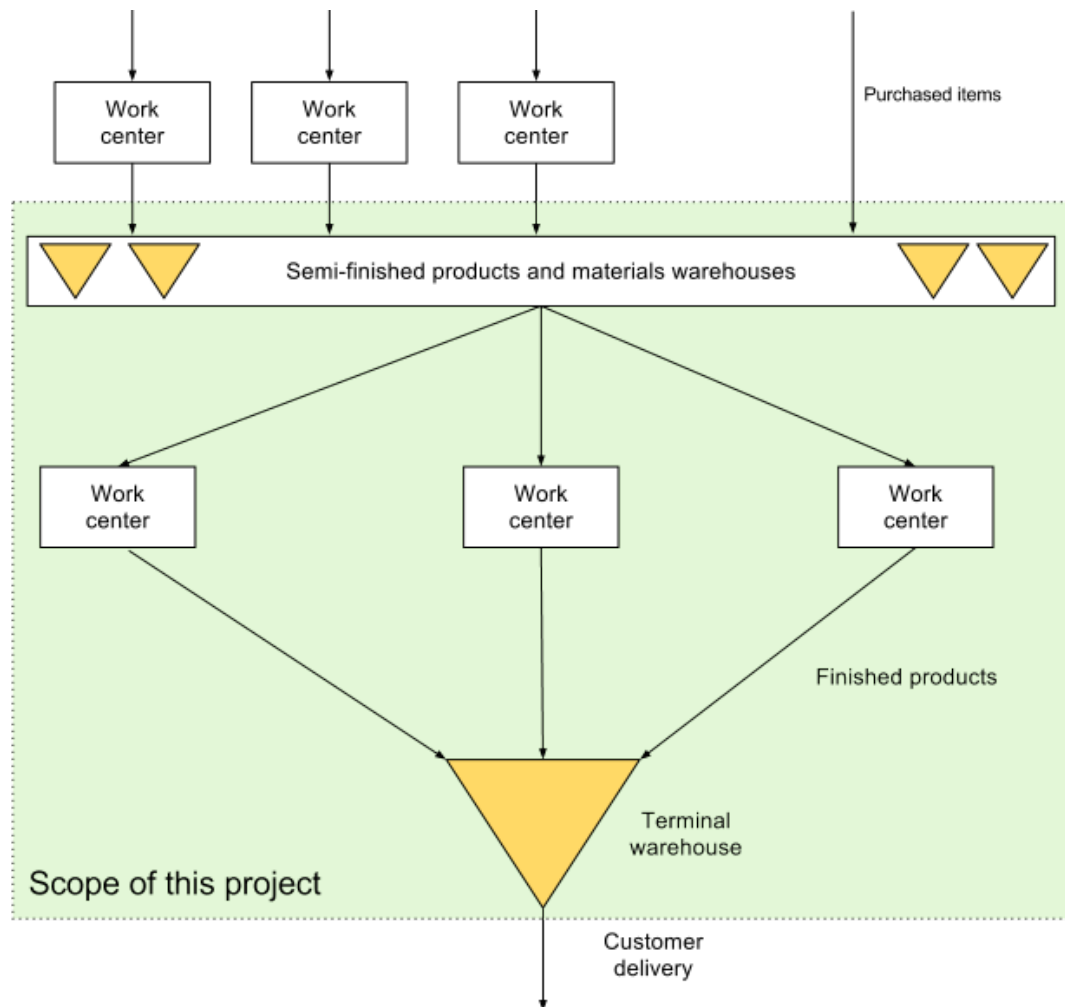 Work
center
Work
center
Work
center
Purchased items
Semi-finished products and materials warehouses
Work
center
Work
center
Work
center
Finished products
Terminal
warehouse
Scope of this project
Customer
delivery